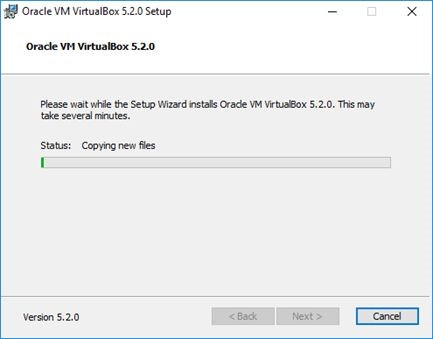 Oracle VM VirtualBox 5.2.0 Setup
Oracle VM VirtualBox 5.2.0
Please wait while the Setup Wizard installs Oracle VM VirtualBox 5.2.0. This may
take several minutes.
Status: Copying new files
Version 5.2.0 < Back Next > Cancel